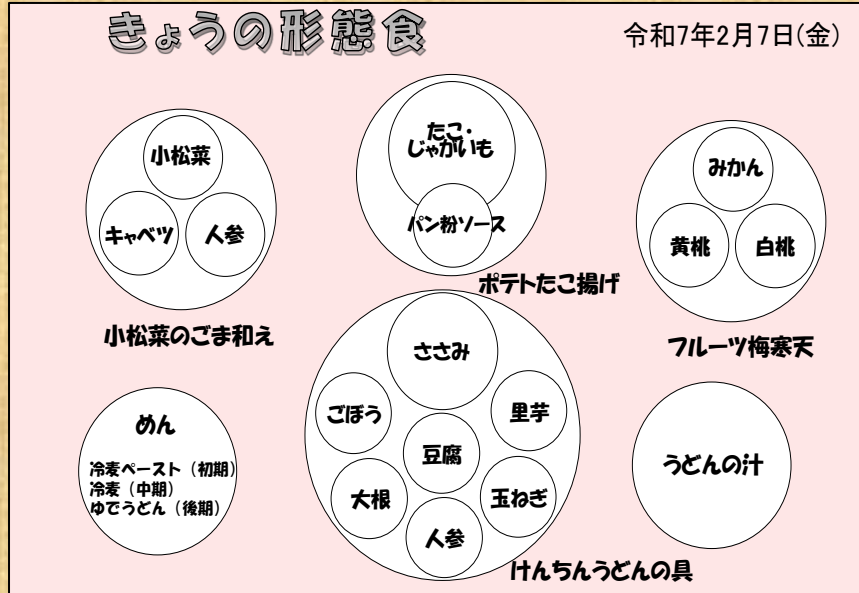 きょうの形態食
令和7年2月7日(金)
小松菜
キャベツ
人参
小松菜のごま和え
たこ・
じゃがいも
パン粉ソース
ポテトたこ揚げ
みかん
黄桃
白桃
フルーツ梅寒天
めん
冷麦ペースト（初期）
冷麦（中期）
ゆでうどん（後期）
ささみ
ごぼう
里芋
豆腐
大根
玉ねぎ
人参
けんちんうどんの具
うどんの汁